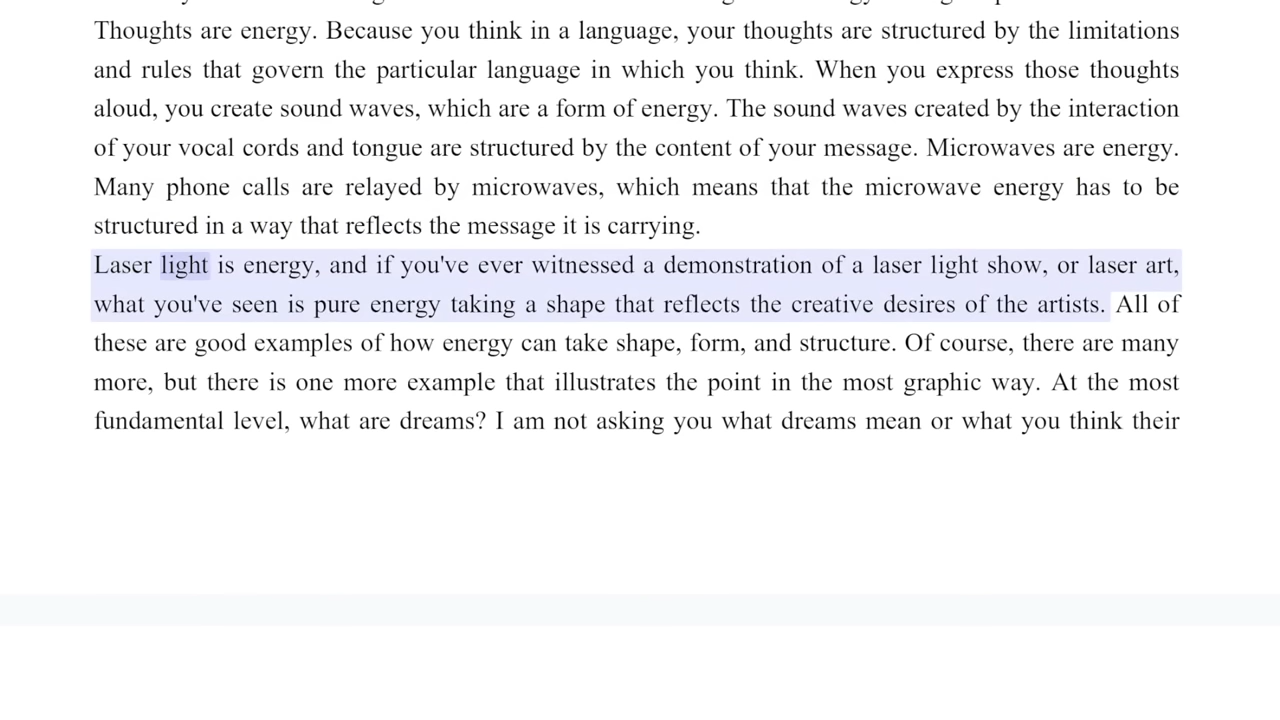 Thoughts are energy. Because you think in a language, your thoughts are structured by the limitations
and rules that govern the particular language in which you think. When you express those thoughts
aloud, you create sound waves, which are a form of energy. The sound waves created by the interaction
of your vocal cords and tongue are structured by the content of your message. Microwaves are energy.
Many phone calls are relayed by microwaves, which means that the microwave energy has to be
structured in a way that reflects the message it is carrying.
Laser light is energy, and if you've ever witnessed a demonstration of a laser light show, or laser art,
what you've seen is pure energy taking a shape that reflects the creative desires of the artists. All of
these are good examples of how energy can take shape, form, and structure. Of course, there are many
more, but there is one more example that illustrates the point in the most graphic way. At the most
fundamental level, what are dreams? I am not asking you what dreams mean or what you think their